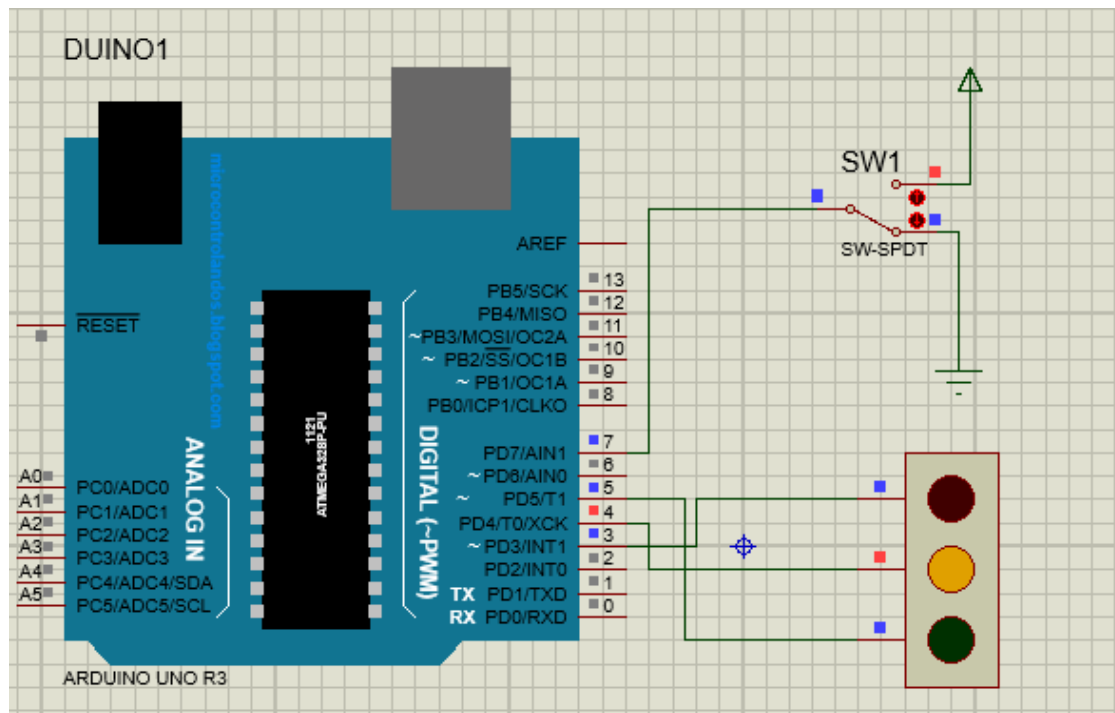 DUINO1
microcontrolandos.blogspot.com
RESET
1121
ATMEGA328P-PU
ANALOG IN
A0 PC0/ADC0
A1 PC1/ADC1
A2 PC2/ADC2
A3 PC3/ADC3
A4 PC4/ADC4/SDA
A5 PC5/ADC5/SCL
AREF
PB5/SCK 13
PB4/MISO 12
~PB3/MOSI/OC2A 11
~ PB2/SS/OC1B 10
~ PB1/OC1A 9
PB0/ICP1/CLKO 8
DIGITAL (~PWM)
PD7/AIN1 7
~PD6/AIN0 6
~ PD5/T1 5
PD4/T0/XCK 4
~PD3/INT1 3
PD2/INT0 2
TX PD1/TXD 1
RX PD0/RXD 0
ARDUINO UNO R3
SW1
SW-SPDT